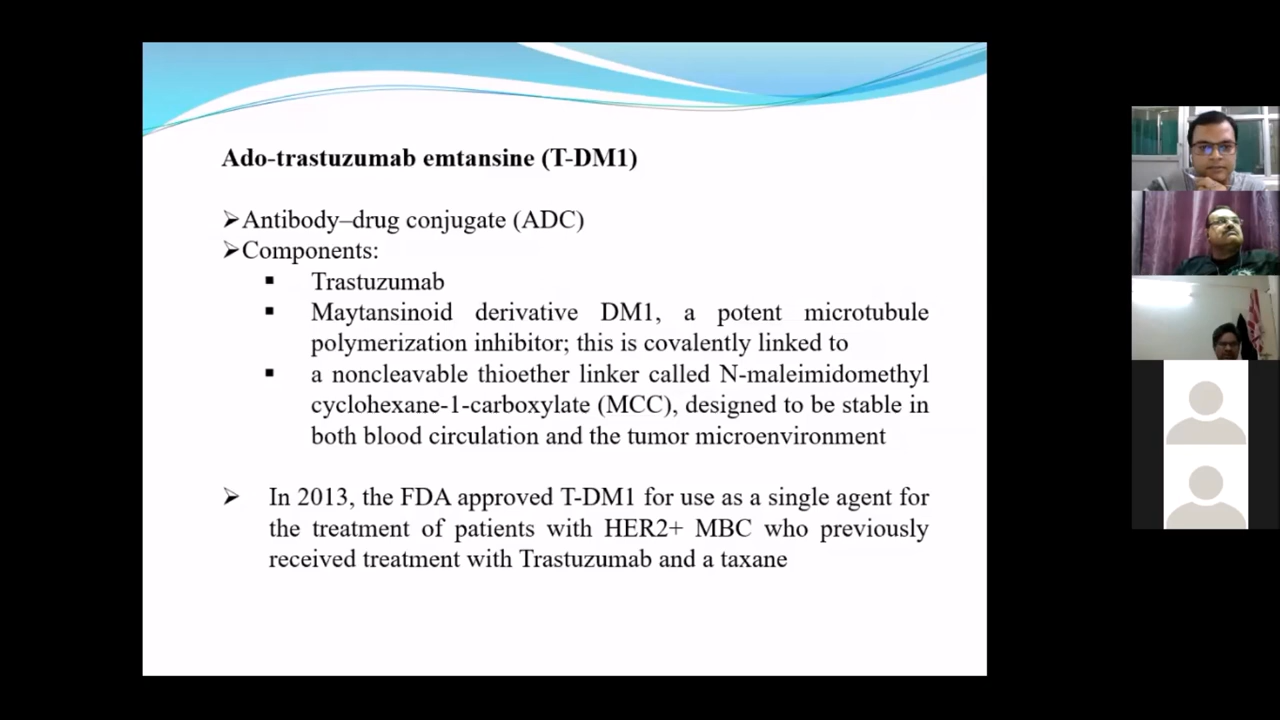 Ado-trastuzumab emtansine (T-DM1)
➢Antibody–drug conjugate (ADC)
➢Components:
▪ Trastuzumab
▪ Maytansinoid derivative DM1, a potent microtubule
polymerization inhibitor; this is covalently linked to
▪ a noncleavable thioether linker called N-maleimidomethyl
cyclohexane-1-carboxylate (MCC), designed to be stable in
both blood circulation and the tumor microenvironment
➢ In 2013, the FDA approved T-DM1 for use as a single agent for
the treatment of patients with HER2+ MBC who previously
received treatment with Trastuzumab and a taxane